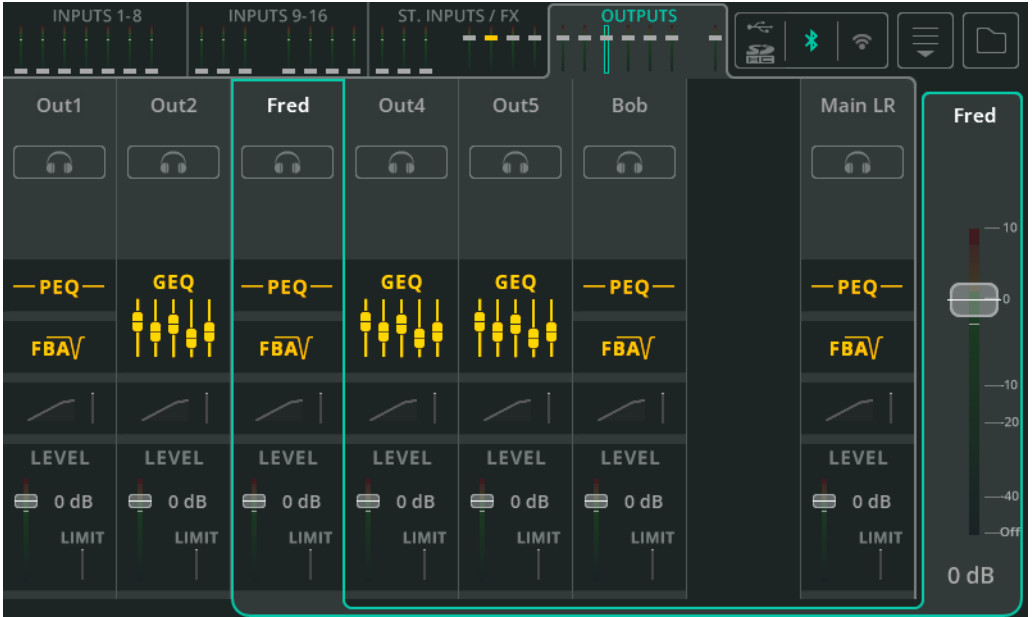 INPUTS 1-8 INPUTS 9-16 ST. INPUTS / FX OUTPUTS
SD
HC
Out1 Out2 Fred Out4 Out5 Bob Main LR Fred
10
PEQ GEQ PEQ GEQ GEQ PEQ PEQ
0
FBA FBA FBA FBA
-10
-20
LEVEL LEVEL LEVEL LEVEL LEVEL LEVEL LEVEL
0 dB 0 dB 0 dB 0 dB 0 dB 0 dB 0 dB
-40
LIMIT LIMIT LIMIT LIMIT LIMIT LIMIT LIMIT
Off
0 dB